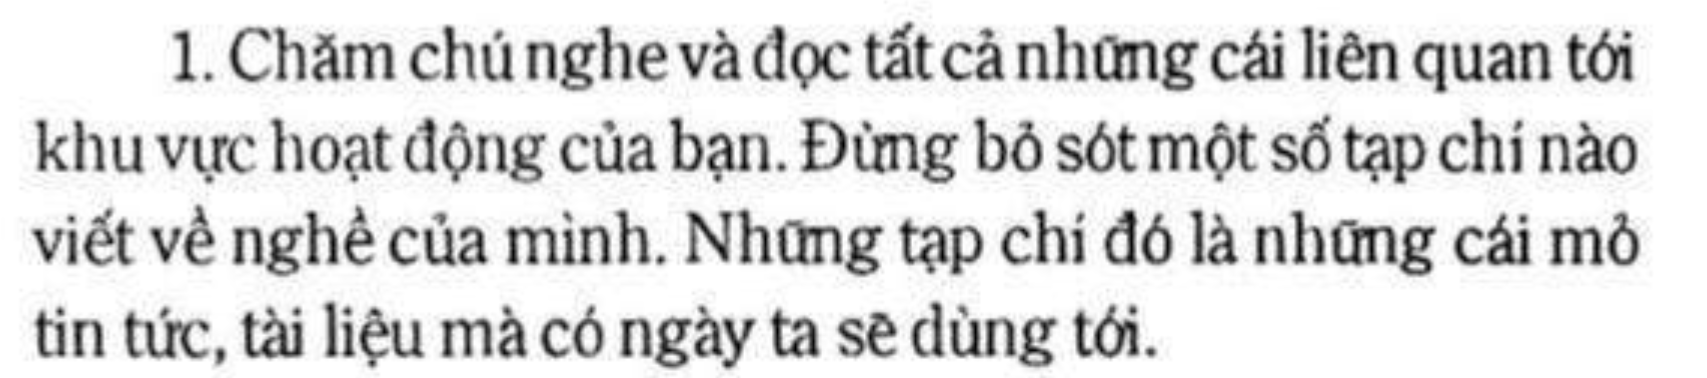 1. Chăm chú nghe và đọc tất cả những cái liên quan tới
khu vực hoạt động của bạn. Đừng bỏ sót một số tạp chí nào
viết về nghề của mình. Những tạp chí đó là những cái mỏ
tin tức, tài liệu mà có ngày ta sẽ dùng tới.